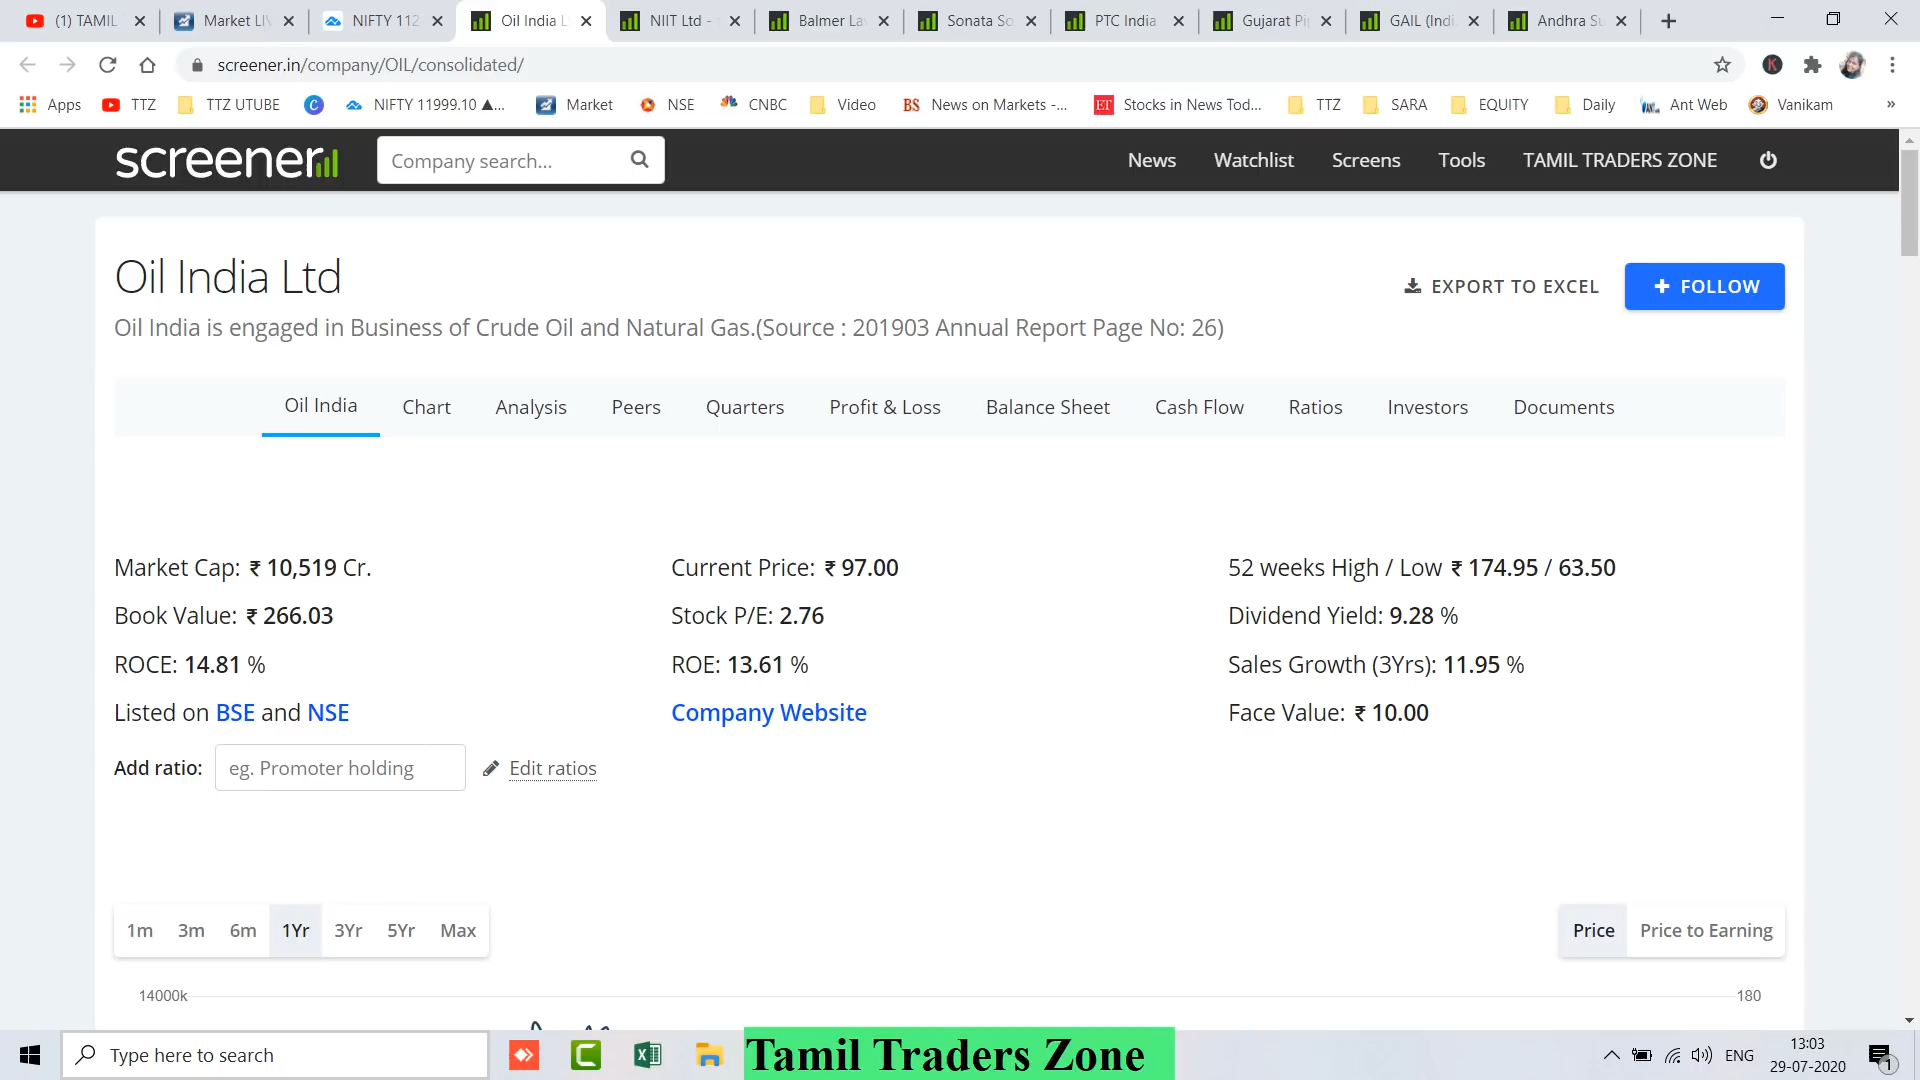 (1) TAMIL
Market LIV
NIFTY 112
Oil India L
NIIT Ltd -
Balmer La
Sonata So
PTC India
Gujarat Pi
GAIL (Indi
Andhra Su
screener.in/company/OIL/consolidated/
K
Apps
TTZ
TTZ UTUBE
C
NIFTY 11999.10 ▲...
Market
NSE
CNBC
Video
BS News on Markets -...
ET Stocks in News Tod...
TTZ
SARA
EQUITY
Daily
Ant Web
Vanikam
»
screener
Company search...
News
Watchlist
Screens
Tools
TAMIL TRADERS ZONE
Oil India Ltd
EXPORT TO EXCEL
+ FOLLOW
Oil India is engaged in Business of Crude Oil and Natural Gas.(Source : 201903 Annual Report Page No: 26)
Oil India
Chart
Analysis
Peers
Quarters
Profit & Loss
Balance Sheet
Cash Flow
Ratios
Investors
Documents
Market Cap: ₹ 10,519 Cr.
Current Price: ₹ 97.00
52 weeks High / Low ₹ 174.95 / 63.50
Book Value: ₹ 266.03
Stock P/E: 2.76
Dividend Yield: 9.28 %
ROCE: 14.81 %
ROE: 13.61 %
Sales Growth (3Yrs): 11.95 %
Listed on BSE and NSE
Company Website
Face Value: ₹ 10.00
Add ratio:
eg. Promoter holding
Edit ratios
1m
3m
6m
1Yr
3Yr
5Yr
Max
Price
Price to Earning
14000k
180
Type here to search
Tamil Traders Zone
ENG
13:03
29-07-2020
1